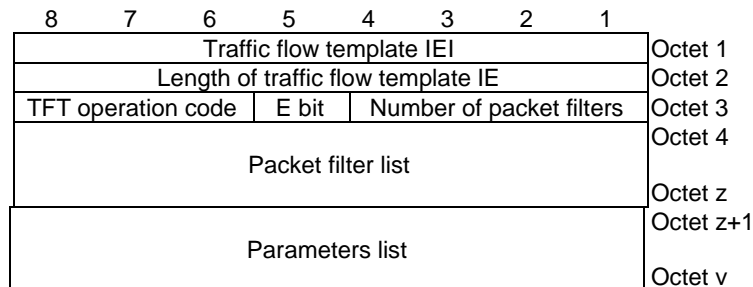 8 7 6 5 4 3 2 1
Traffic flow template IEI Octet 1
Length of traffic flow template IE Octet 2
TFT operation code E bit Number of packet filters Octet 3
Octet 4
Packet filter list
Octet z
Octet z+1
Parameters list
Octet v